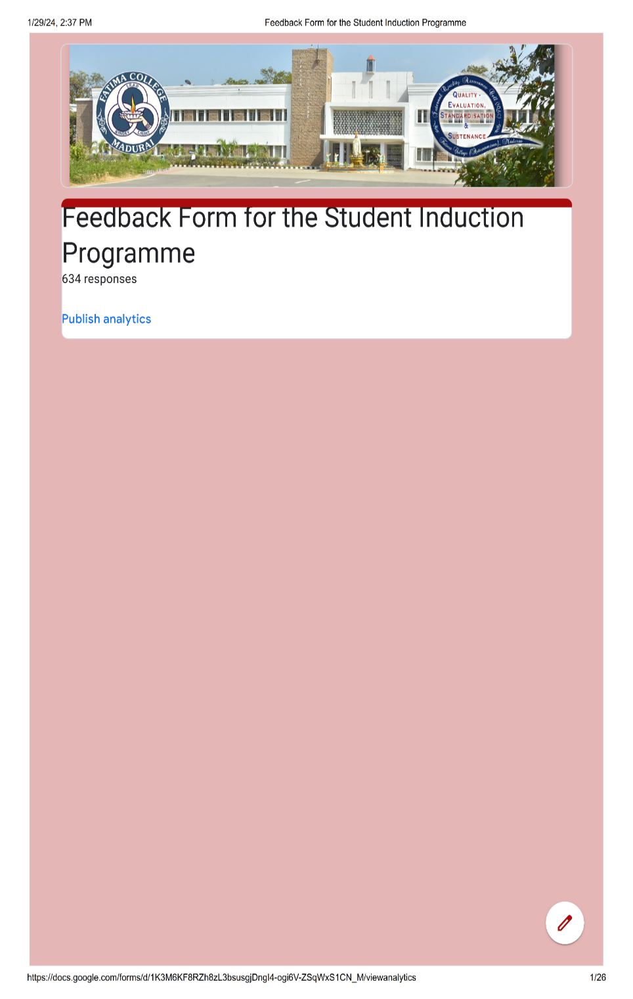 1/29/24, 2:37 PM
Feedback Form for the Student Induction Programme
FATIMA COLLEGE
LEAD
KINDLY LIGHT
MADURAI
Internal Quality Assurance Cell (IQAC)
QUALITY -
EVALUATION,
STANDARDISATION
&
SUSTENANCE
Fatima College (Autonomous), Madurai
Feedback Form for the Student Induction
Programme
634 responses
Publish analytics
https://docs.google.com/forms/d/1K3M6KF8RZh8zL3bsusgjDngI4-ogi6V-ZSqWxS1CN_M/viewanalytics
1/26